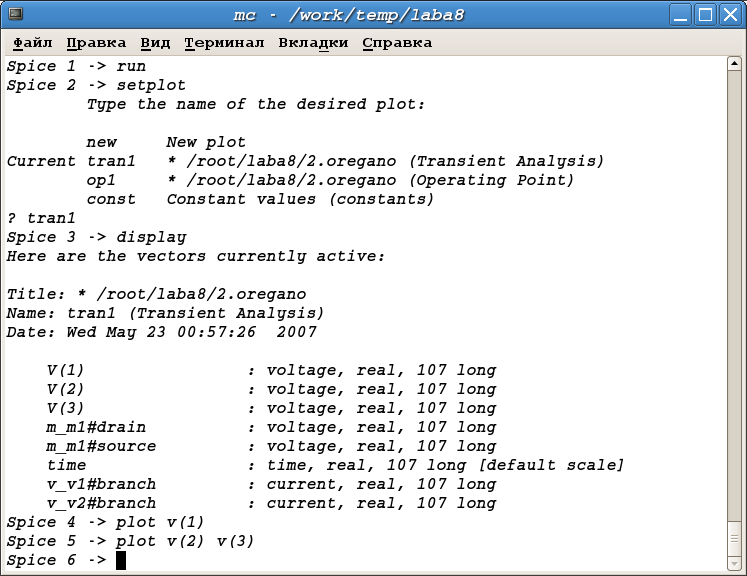 mc - /work/temp/laba8
Файл Правка Вид Терминал Вкладки Справка
Spice 1 -> run
Spice 2 -> setplot
Type the name of the desired plot:
new New plot
Current tran1 * /root/laba8/2.oregano (Transient Analysis)
op1 * /root/laba8/2.oregano (Operating Point)
const Constant values (constants)
? tran1
Spice 3 -> display
Here are the vectors currently active:
Title: * /root/laba8/2.oregano
Name: tran1 (Transient Analysis)
Date: Wed May 23 00:57:26 2007
V(1) : voltage, real, 107 long
V(2) : voltage, real, 107 long
V(3) : voltage, real, 107 long
m_m1#drain : voltage, real, 107 long
m_m1#source : voltage, real, 107 long
time : time, real, 107 long [default scale]
v_v1#branch : current, real, 107 long
v_v2#branch : current, real, 107 long
Spice 4 -> plot v(1)
Spice 5 -> plot v(2) v(3)
Spice 6 ->